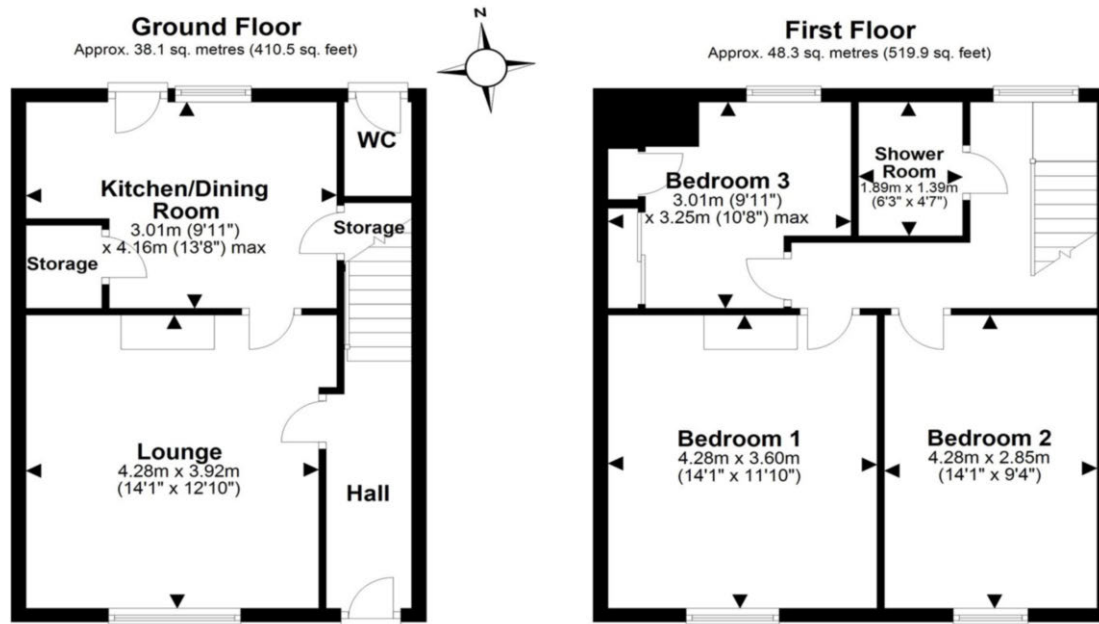 Ground Floor
Approx. 38.1 sq. metres (410.5 sq. feet)
N
WC
Kitchen/Dining
Room
3.01m (9'11")
x 4.16m (13'8") max
Storage
Storage
Lounge
4.28m x 3.92m
(14'1" x 12'10")
Hall
First Floor
Approx. 48.3 sq. metres (519.9 sq. feet)
Bedroom 3
3.01m (9'11")
x 3.25m (10'8") max
Shower
Room
1.89m x 1.39m
(6'3" x 4'7")
Bedroom 1
4.28m x 3.60m
(14'1" x 11'10")
Bedroom 2
4.28m x 2.85m
(14'1" x 9'4")